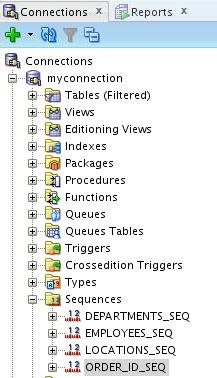 Connections
Reports
Connections
myconnection
Tables (Filtered)
Views
Editioning Views
Indexes
Packages
Procedures
Functions
Queues
Queues Tables
Triggers
Crossedition Triggers
Types
Sequences
DEPARTMENTS_SEQ
EMPLOYEES_SEQ
LOCATIONS_SEQ
ORDER_ID_SEQ